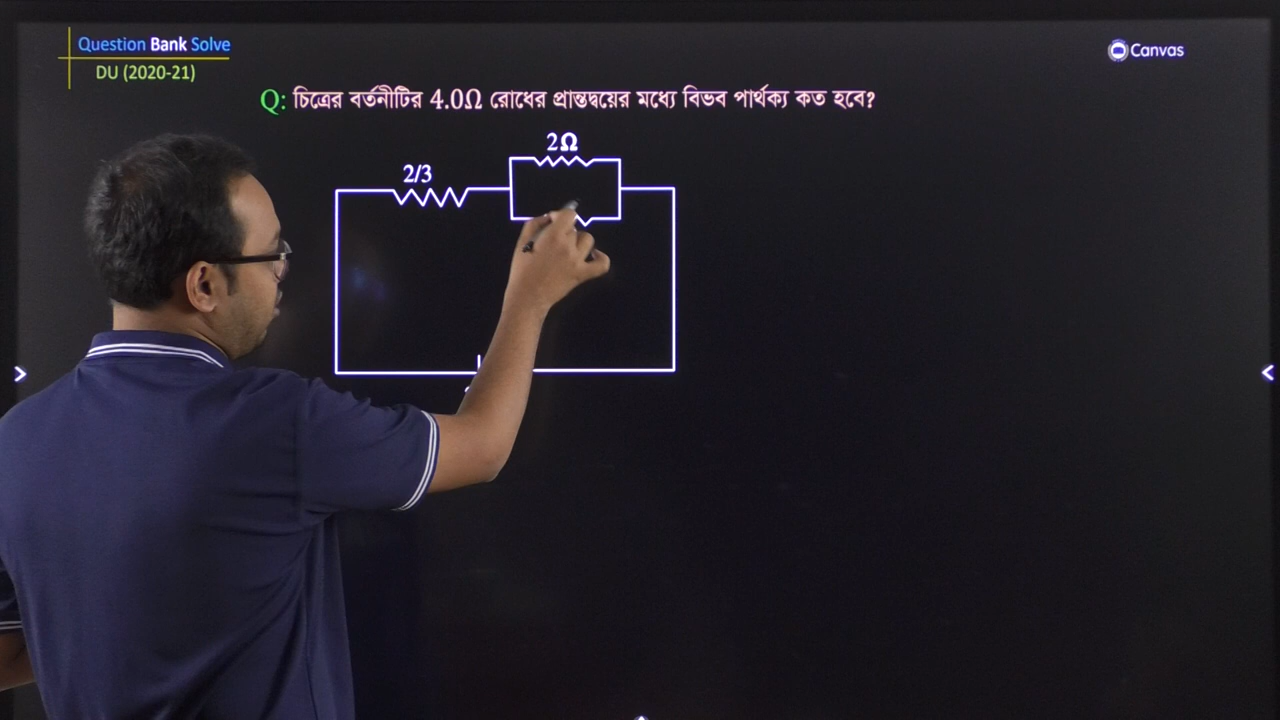 Question Bank Solve
DU (2020-21)
Canvas
Q: চিত্রের বর্তনীটির 4.0Ω রোধের প্রান্তদ্বয়ের মধ্যে বিভব পার্থক্য কত হবে?
2Ω
2/3